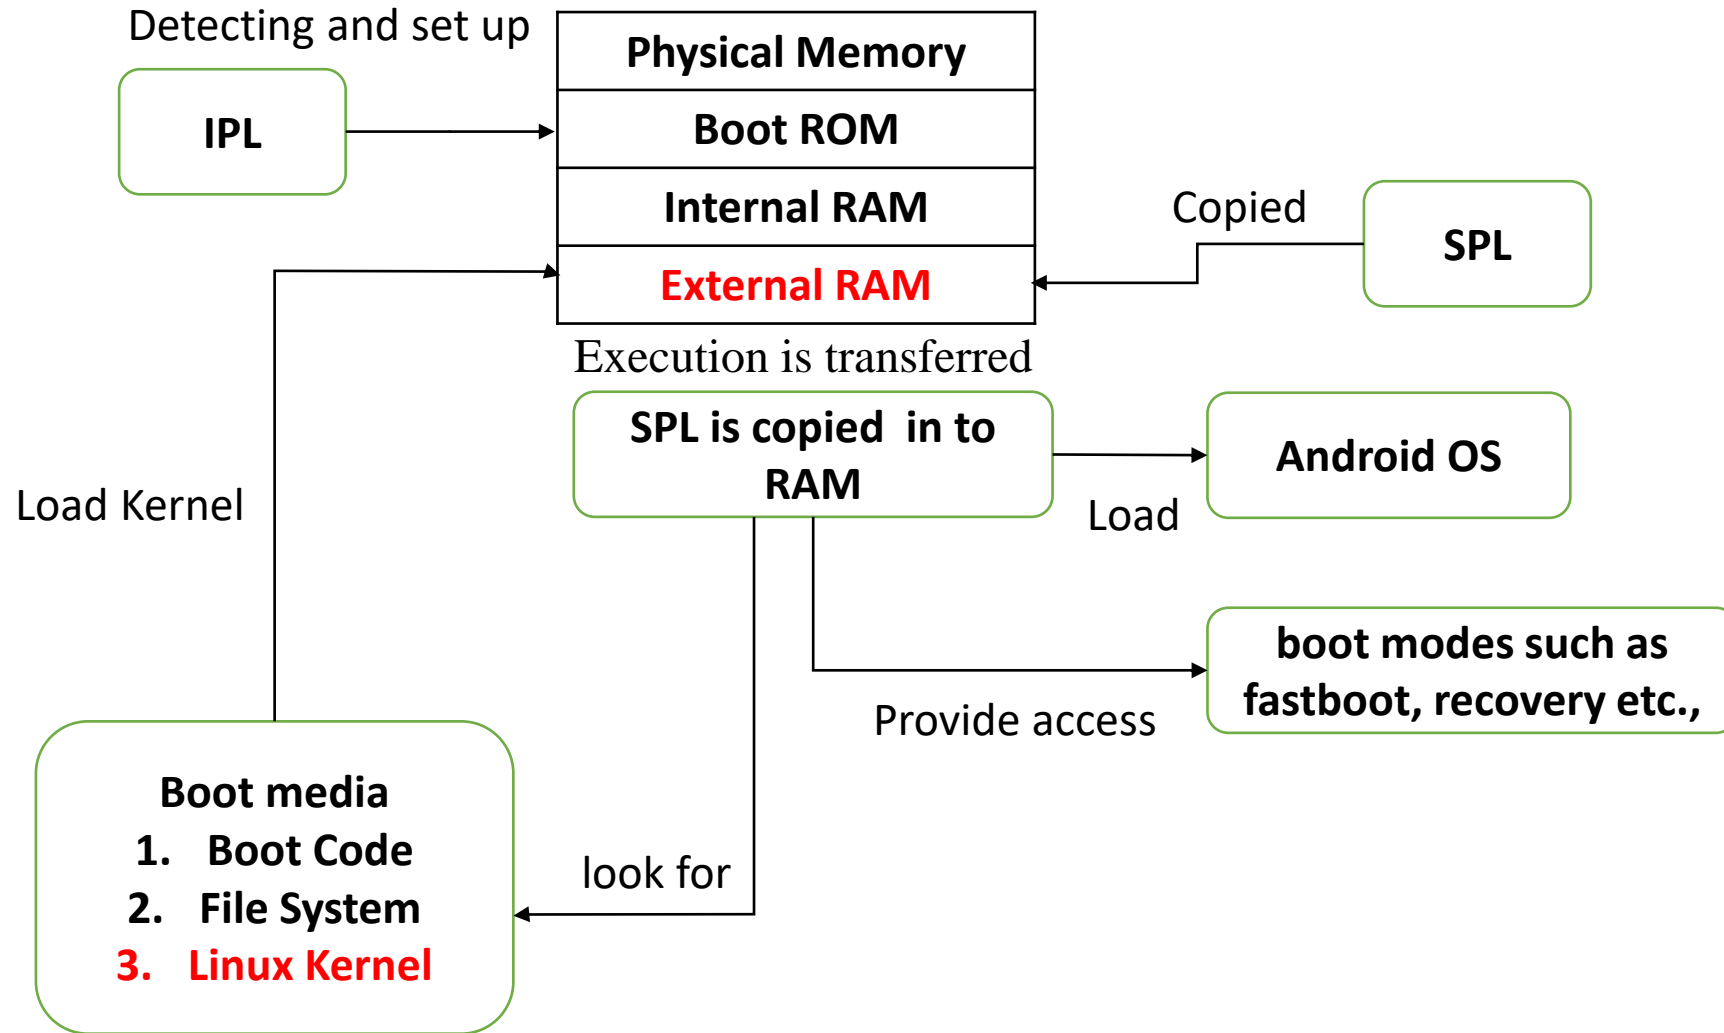 Detecting and set up
IPL
Physical Memory
Boot ROM
Internal RAM
External RAM
Copied
SPL
Execution is transferred
SPL is copied in to
RAM
Load
Android OS
Load Kernel
Provide access
boot modes such as
fastboot, recovery etc.,
look for
Boot media
1. Boot Code
2. File System
3. Linux Kernel